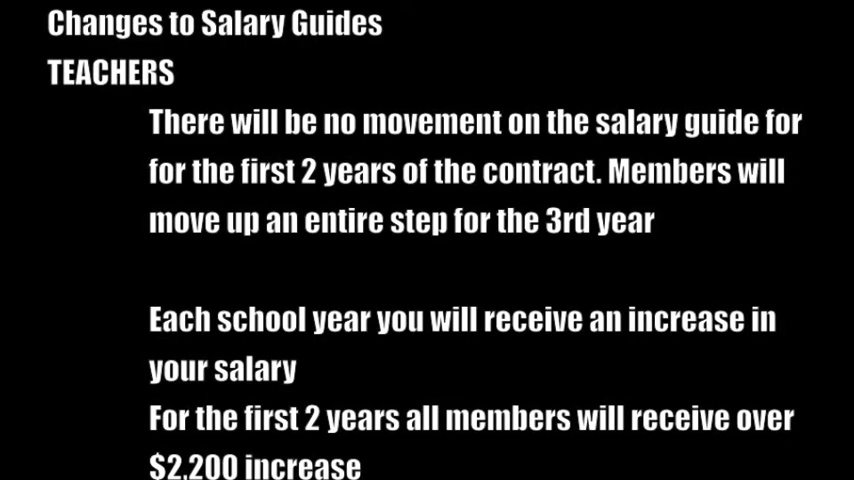 Changes to Salary Guides
TEACHERS
There will be no movement on the salary guide for
for the first 2 years of the contract. Members will
move up an entire step for the 3rd year
Each school year you will receive an increase in
your salary
For the first 2 years all members will receive over
$2,200 increase